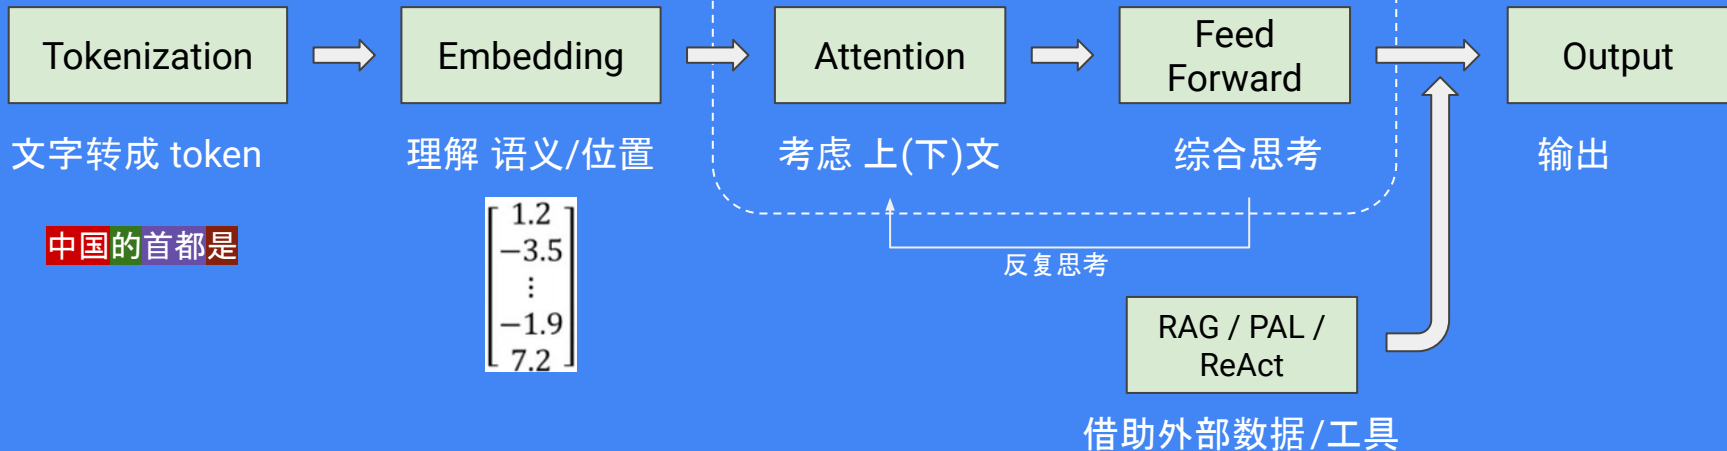 Tokenization
Embedding
Attention
Feed
Forward
Output
文字转成 token
理解 语义/位置
考虑 上(下)文
综合思考
输出
中国的首都是
1.2
−3.5
⋮
−1.9
7.2
反复思考
RAG / PAL /
ReAct
借助外部数据/工具